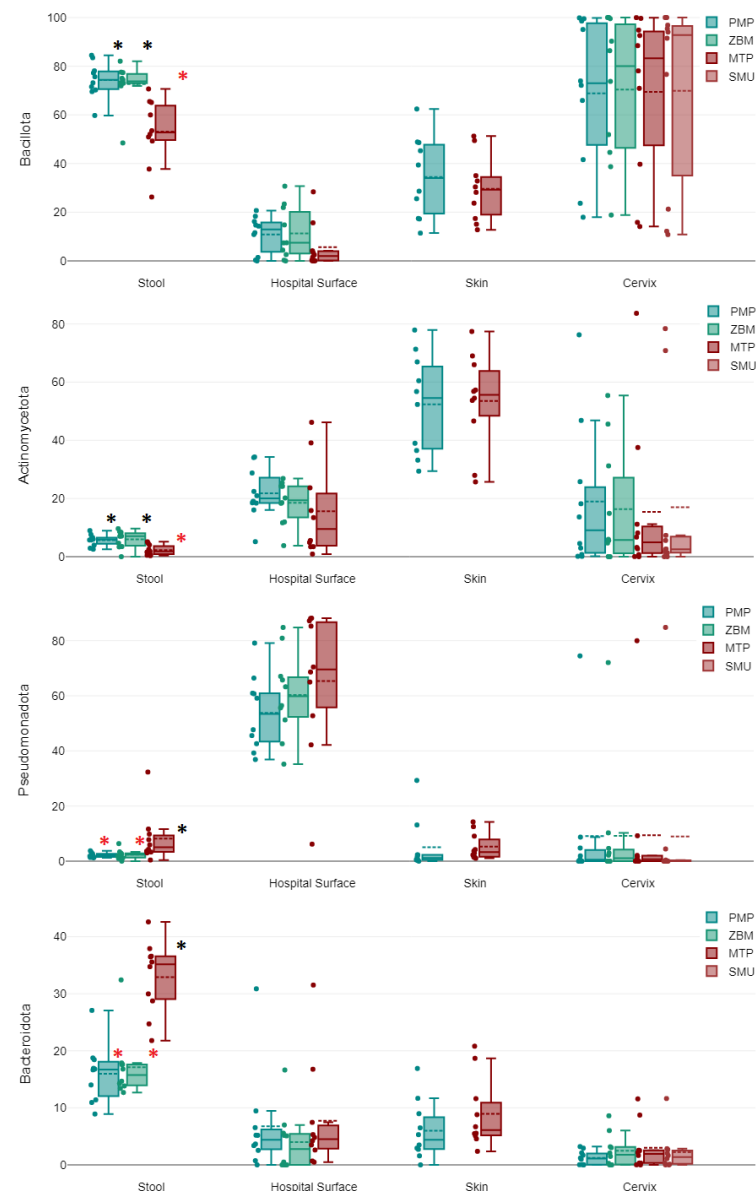 Bacillota
100
80
60
40
20
0
* * *
PMP
ZBM
MTP
SMU
Stool Hospital Surface Skin Cervix
Actinomycetota
80
60
40
20
0
* * *
PMP
ZBM
MTP
SMU
Stool Hospital Surface Skin Cervix
Pseudomonadota
80
60
40
20
0
* * *
PMP
ZBM
MTP
SMU
Stool Hospital Surface Skin Cervix
Bacteroidota
40
30
20
10
0
* * *
PMP
ZBM
MTP
SMU
Stool Hospital Surface Skin Cervix